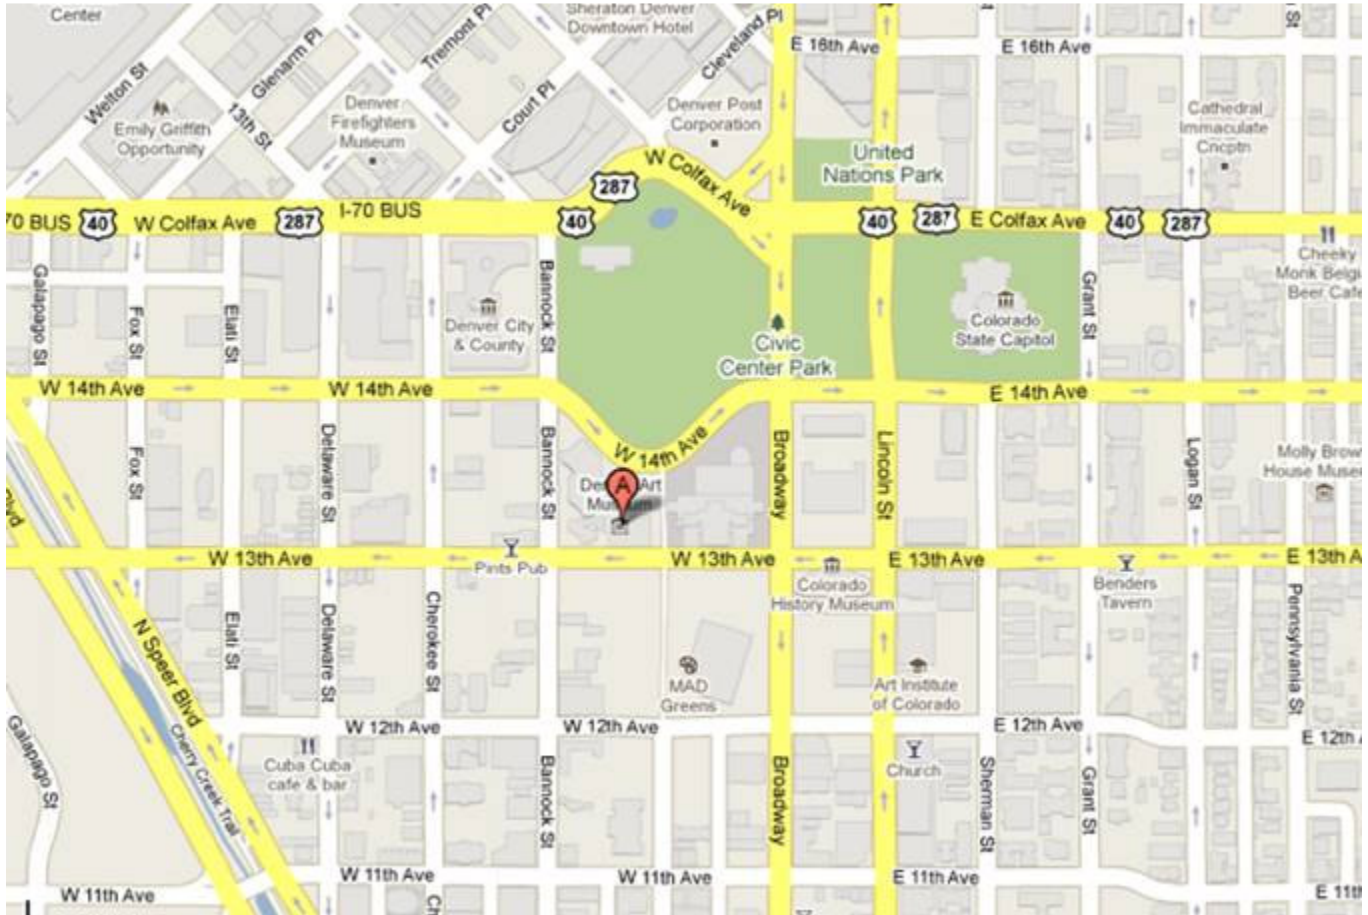 Center
Welton St
Glenarm Pl
Tremont Pl
Sheraton Denver
Downtown Hotel
Cleveland Pl
E 16th Ave
E 16th Ave
Emily Griffith
Opportunity
13th St
Denver
Firefighters
Museum
Court Pl
Denver Post
Corporation
Cathedral
Immaculate
Cncptn
United
Nations Park
W Colfax Ave
287
70 BUS
40
W Colfax Ave
287
I-70 BUS
40
40
287
E Colfax Ave
40
287
Cheeky
Monk Belgi
Beer Cafe
Galapago St
Fox St
Elati St
Denver City
& County
Bannock St
Civic
Center Park
Colorado
State Capitol
Grant St
W 14th Ave
W 14th Ave
E 14th Ave
W 14th Ave
Fox St
Delaware St
Bannock St
A
Art
Broadway
Lincoln St
Logan St
Molly Brow
House Muse
Blvd
W 13th Ave
Pints Pub
W 13th Ave
E 13th Ave
E 13th A
Colorado
History Museum
Benders
Tavern
N Speer Blvd
Elati St
Delaware St
Cherokee St
Pennsylvania St
MAD
Greens
Art Institute
of Colorado
Galapago St
Cherry Creek Trail
W 12th Ave
W 12th Ave
E 12th Ave
E 12th
Cuba Cuba
cafe & bar
Bannock St
Broadway
Church
Sherman St
Grant St
W 11th Ave
W 11th Ave
W 11th Ave
E 11th Ave
E 11th
Ch